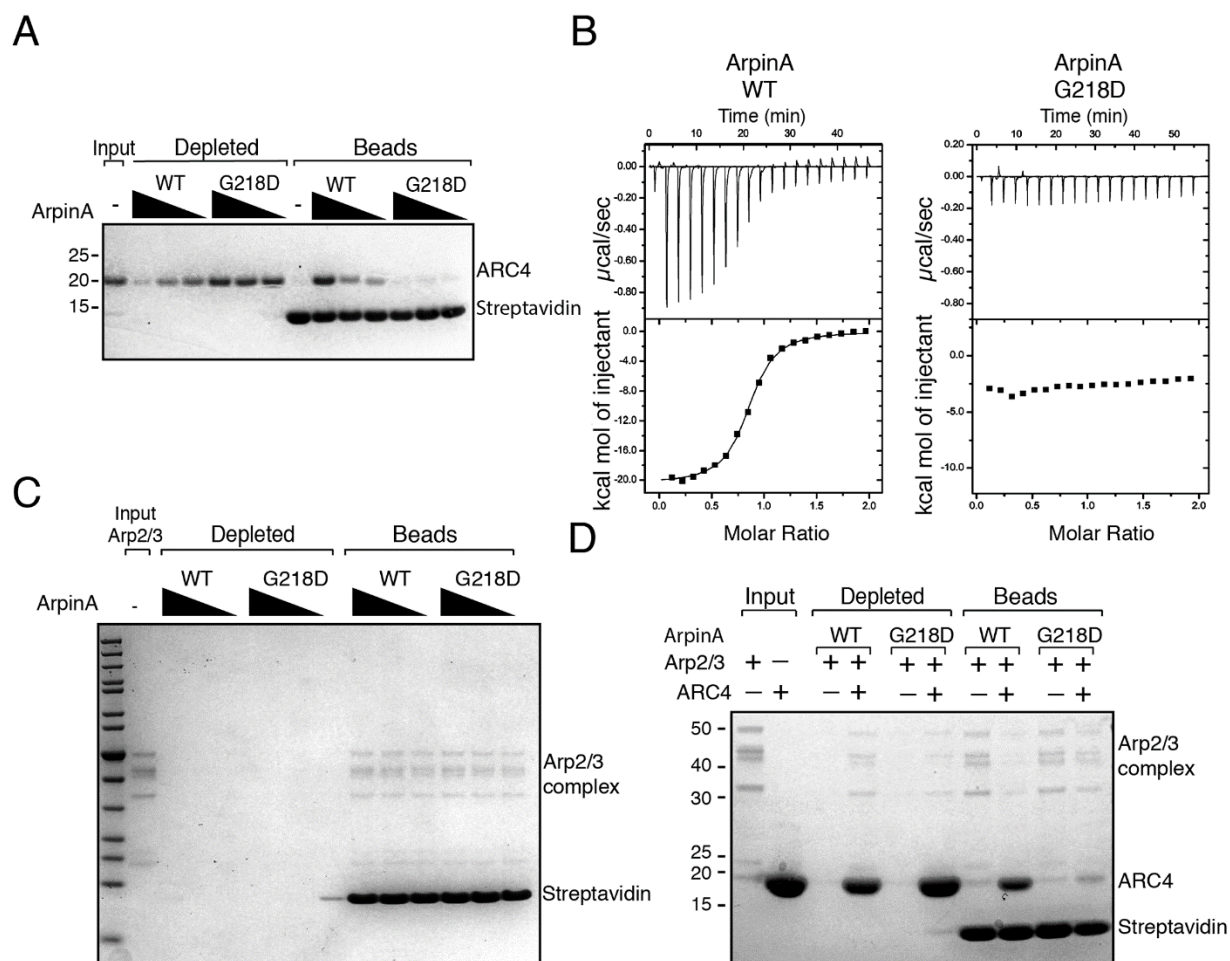 A
Input Depleted Beads
WT G218D WT G218D
ArpinA - -
25-
20-
15-
ARC4
Streptavidin
B
ArpinA
WT
Time (min)
0 10 20 30 40
0.00
-0.20
-0.40
-0.60
-0.80
µcal/sec
0.0
-4.0
-8.0
-12.0
-16.0
-20.0
kcal mol of injectant
0.0 0.5 1.0 1.5 2.0
Molar Ratio
ArpinA
G218D
Time (min)
0 10 20 30 40 50
0.20
0.00
-0.20
-0.40
-0.60
-0.80
µcal/sec
0.0
-5.0
-10.0
kcal mol of injectant
0.0 0.5 1.0 1.5 2.0
Molar Ratio
C
Input
Arp2/3
Depleted Beads
WT G218D WT G218D
ArpinA -
Arp2/3
complex
Streptavidin
D
Input Depleted Beads
ArpinA WT G218D WT G218D
Arp2/3 + - + + + + + + + +
ARC4 - + - + - + - + - +
50 -
40 -
30 -
25 -
20 -
15 -
Arp2/3
complex
ARC4
Streptavidin